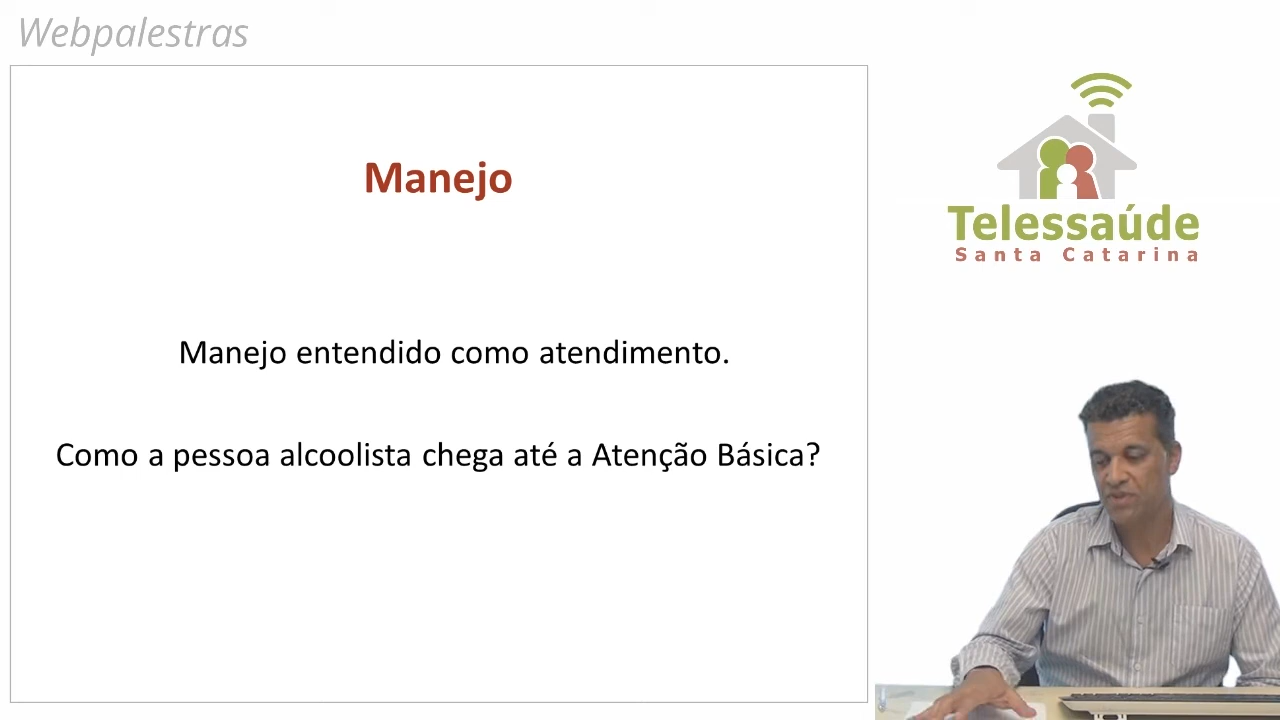 Webpalestras
Manejo
Manejo entendido como atendimento.
Como a pessoa alcoolista chega até a Atenção Básica?
Telessaúde
Santa Catarina